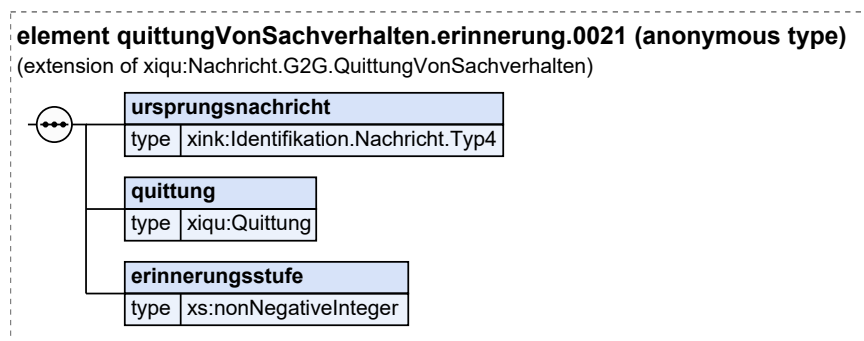 element quittungVonSachverhalten.erinnerung.0021 (anonymous type)
(extension of xiqu:Nachricht.G2G.QuittungVonSachverhalten)
ursprungsnachricht
type xink:Identifikation.Nachricht.Typ4
quittung
type xiqu:Quittung
erinnerungsstufe
type xs:nonNegativeInteger